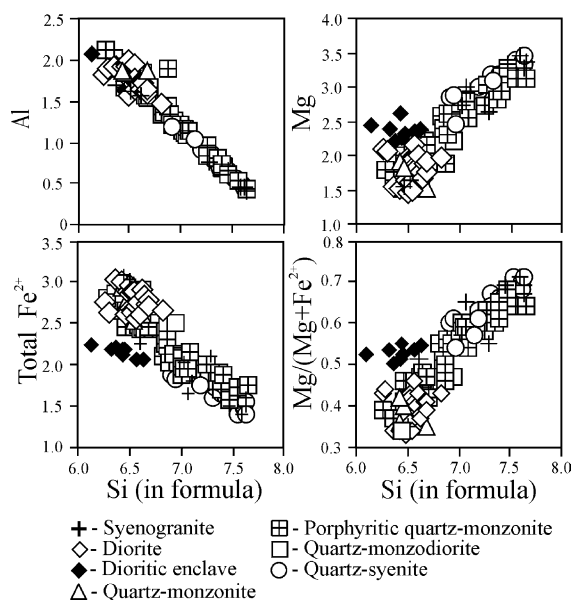 Al
2.5
2.0
1.5
1.0
0.5
0
Mg
4.0
3.5
3.0
2.5
2.0
1.5
1.0
Total Fe2+
3.5
3.0
2.5
2.0
1.5
1.0
6.0 6.5 7.0 7.5 8.0
Si (in formula)
Mg/(Mg+Fe2+)
0.8
0.7
0.6
0.5
0.4
0.3
6.0 6.5 7.0 7.5 8.0
Si (in formula)
- Syenogranite
- Diorite
- Dioritic enclave
- Quartz-monzonite
- Porphyritic quartz-monzonite
- Quartz-monzodiorite
- Quartz-syenite